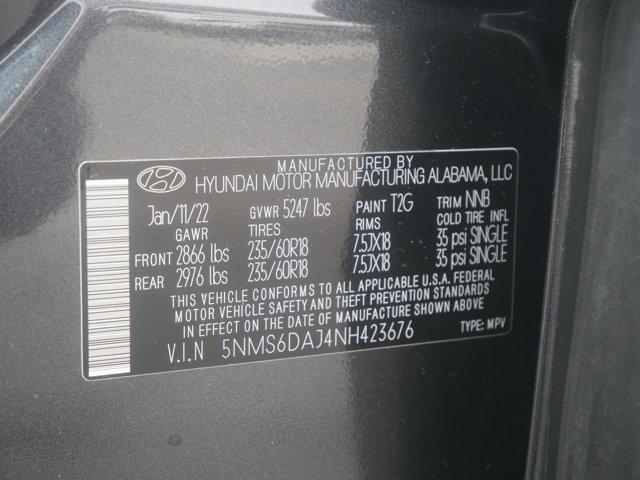 MANUFACTURED BY
HYUNDAI MOTOR MANUFACTURING ALABAMA, LLC
Jan/11/22 GVWR 5247 lbs PAINT T2G TRIM NNB
GAWR TIRES RIMS COLD TIRE INFL
FRONT 2866 lbs 235/60R18 7.5JX18 35 psi SINGLE
REAR 2976 lbs 235/60R18 7.5JX18 35 psi SINGLE
THIS VEHICLE CONFORMS TO ALL APPLICABLE U.S.A. FEDERAL
MOTOR VEHICLE SAFETY AND THEFT PREVENTION STANDARDS
IN EFFECT ON THE DATE OF MANUFACTURE SHOWN ABOVE
V.I.N 5NMS6DAJ4NH423676 TYPE: MPV